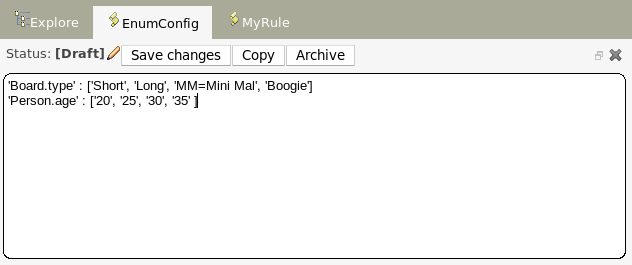 Explore EnumConfig MyRule
Status: [Draft] Save changes Copy Archive
'Board.type' : ['Short', 'Long', 'MM=Mini Mal', 'Boogie']
'Person.age' : ['20', '25', '30', '35' ]